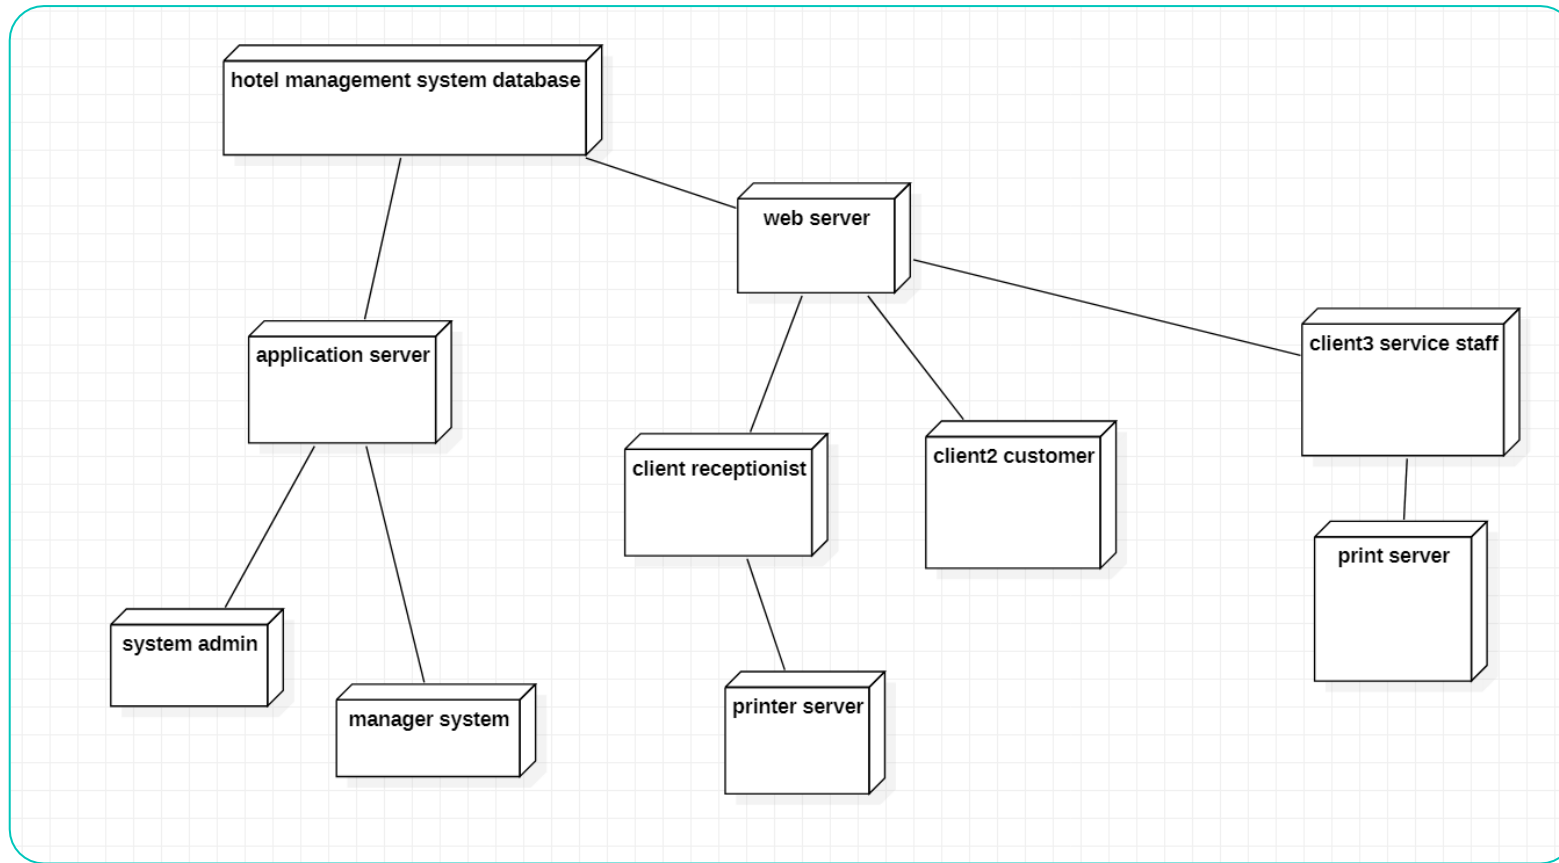 hotel management system database
web server
application server
client3 service staff
client receptionist
client2 customer
print server
system admin
manager system
printer server